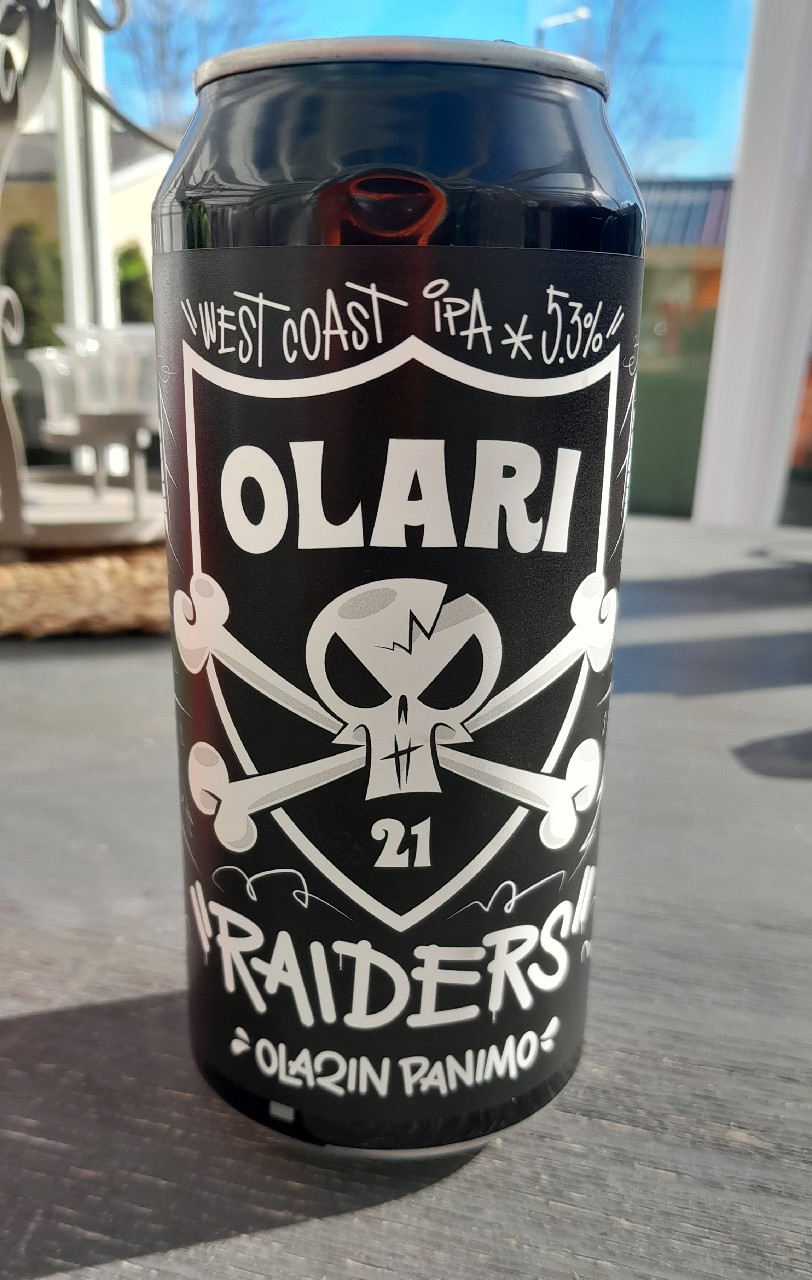 "WEST COAST IPA * 5.3%"
OLARI
21
"RAIDERS"
OLARIN PANIMO